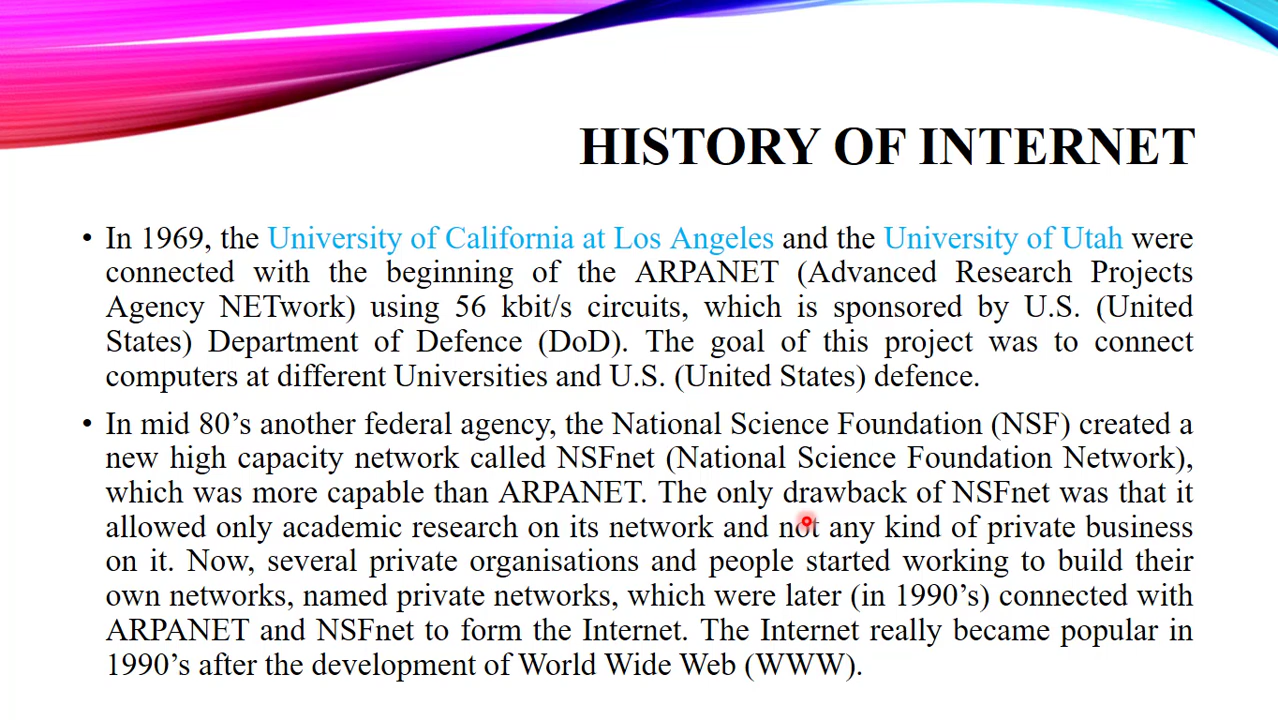 HISTORY OF INTERNET
• In 1969, the University of California at Los Angeles and the University of Utah were
connected with the beginning of the ARPANET (Advanced Research Projects
Agency NETwork) using 56 kbit/s circuits, which is sponsored by U.S. (United
States) Department of Defence (DoD). The goal of this project was to connect
computers at different Universities and U.S. (United States) defence.
• In mid 80’s another federal agency, the National Science Foundation (NSF) created a
new high capacity network called NSFnet (National Science Foundation Network),
which was more capable than ARPANET. The only drawback of NSFnet was that it
allowed only academic research on its network and not any kind of private business
on it. Now, several private organisations and people started working to build their
own networks, named private networks, which were later (in 1990’s) connected with
ARPANET and NSFnet to form the Internet. The Internet really became popular in
1990’s after the development of World Wide Web (WWW).